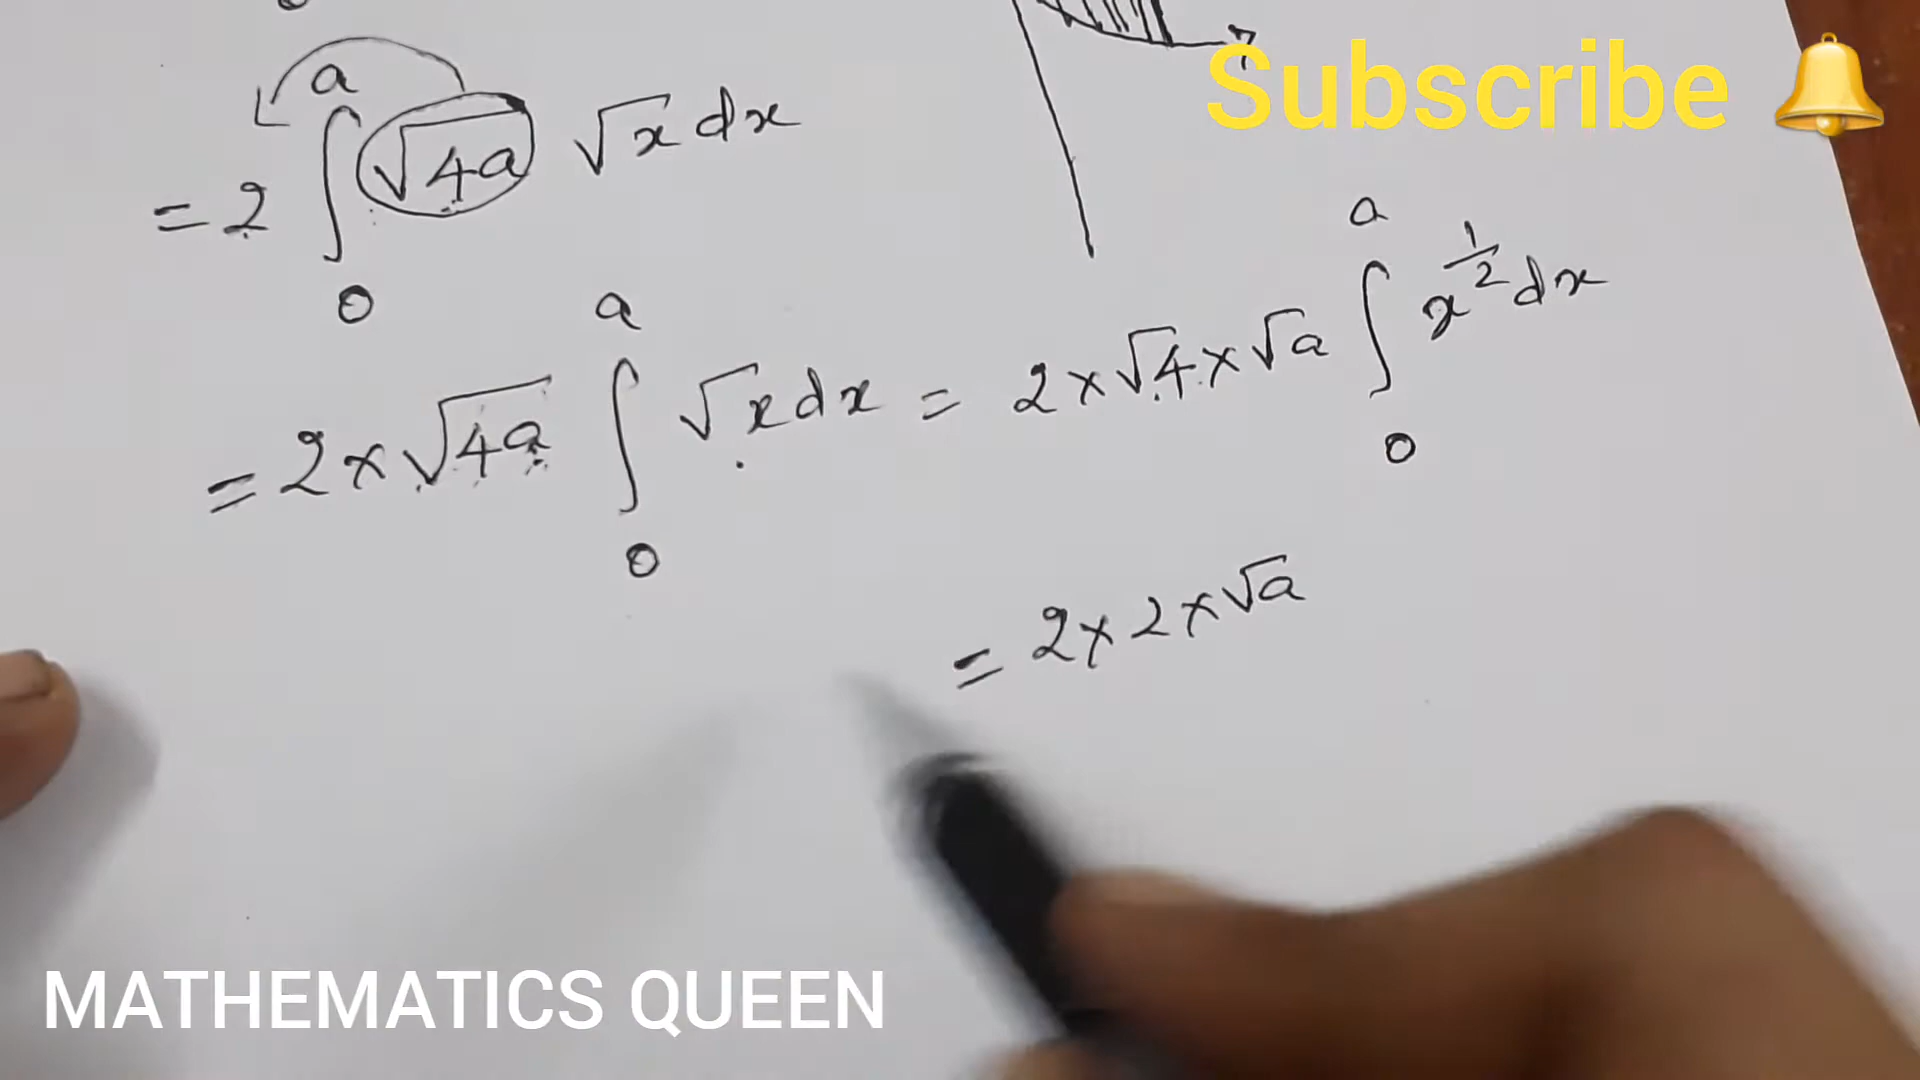 Subscribe
a
= 2 ∫ √4a √x dx
0
a a
= 2 × √4a ∫ √x dx = 2 × √4 × √a ∫ x^1/2 dx
0 0
= 2 × 2 × √a
MATHEMATICS QUEEN